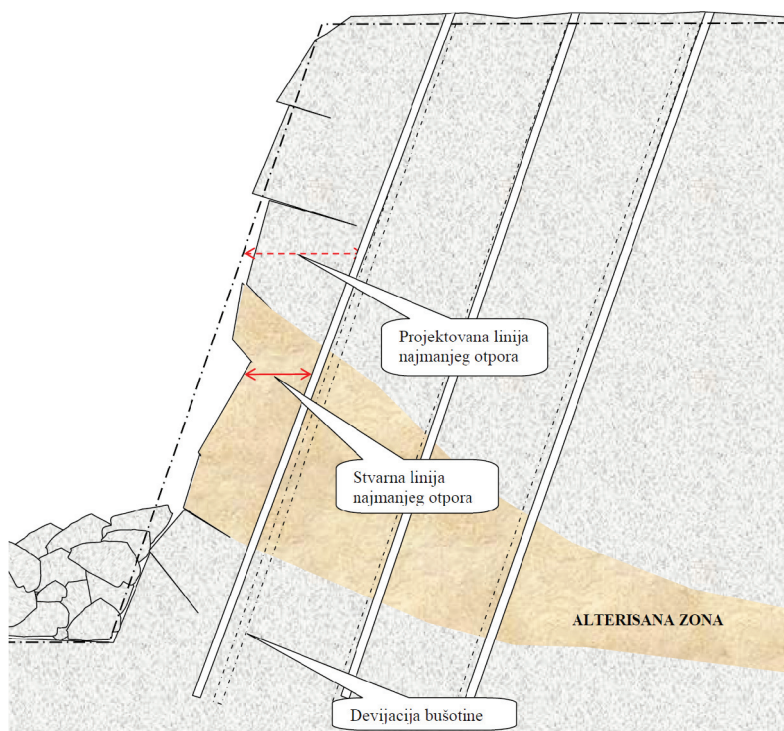 Projektovana linija
najmanjeg otpora
Stvarna linija
najmanjeg otpora
ALTERISANA ZONA
Devijacija bušotine